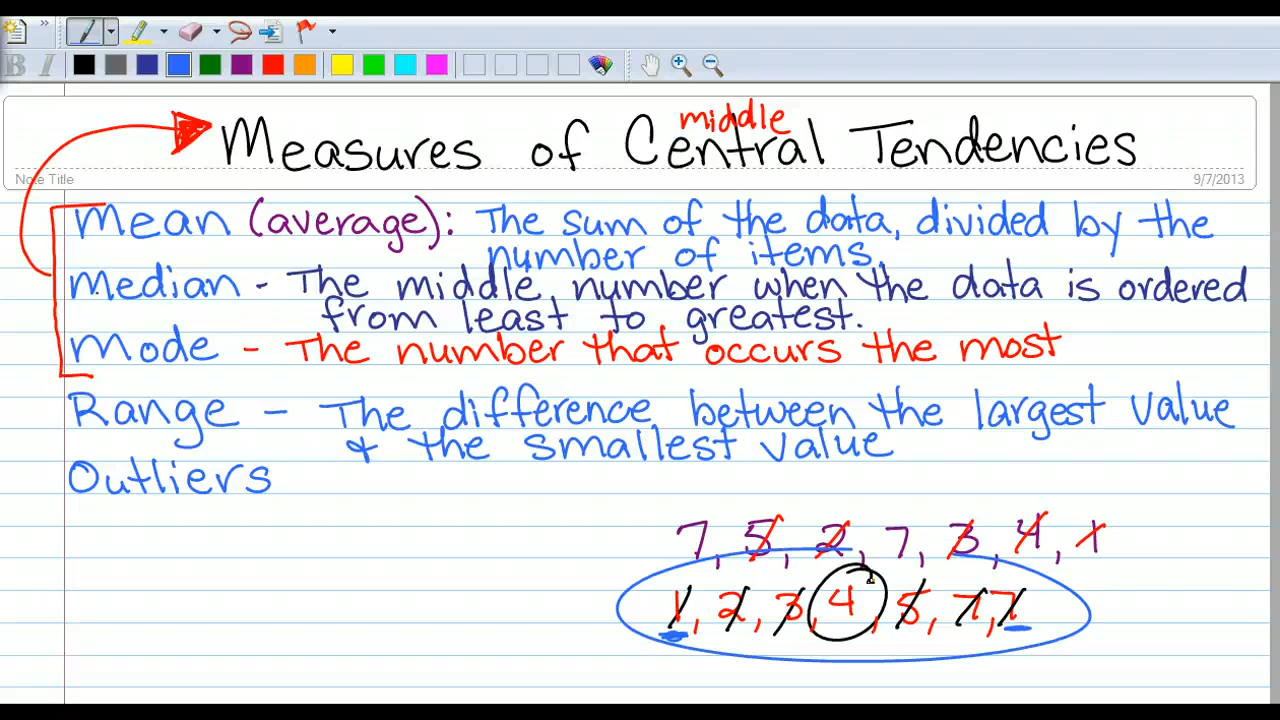 B I
middle
Measures of Central Tendencies
Note Title
9/7/2013
Mean (average): The sum of the data, divided by the
number of items.
Median - The middle number when the data is ordered
from least to greatest.
Mode - The number that occurs the most
Range - The difference between the largest value
& the smallest value
Outliers
7, 5, 2, 7, 3, 4, 1
1, 2, 3, 4, 5, 7, 7